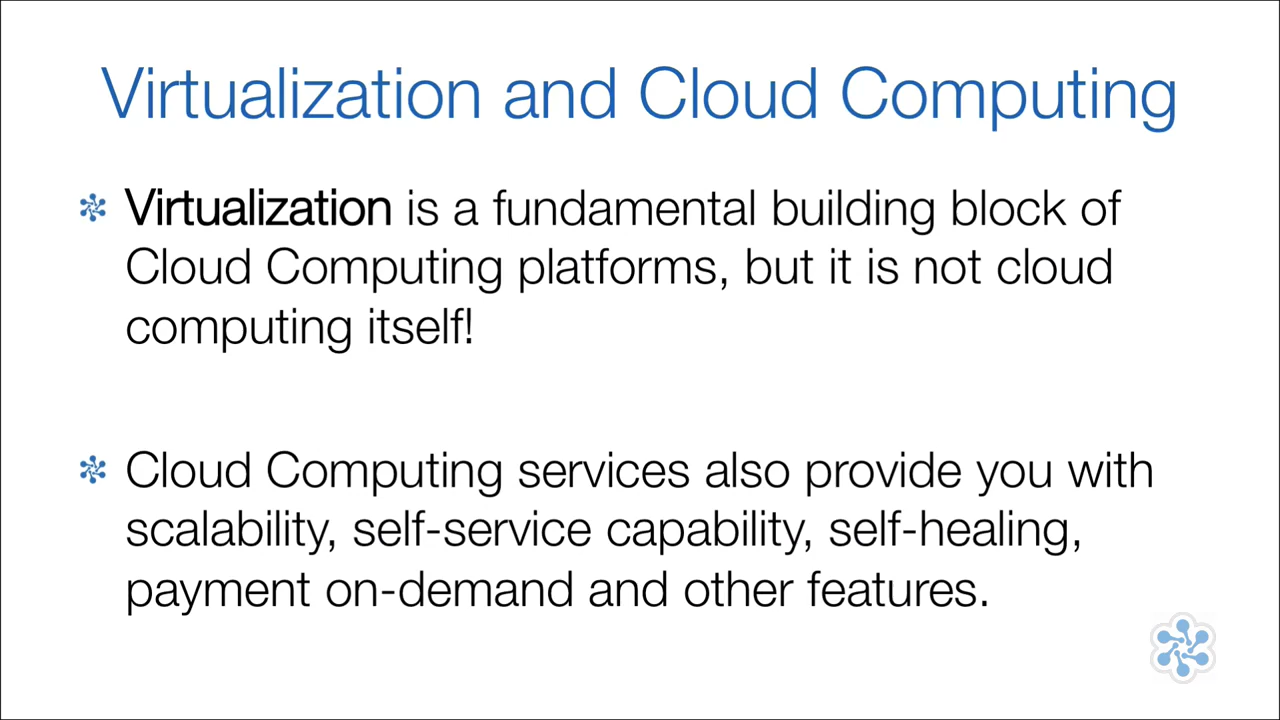 Virtualization and Cloud Computing
Virtualization is a fundamental building block of
Cloud Computing platforms, but it is not cloud
computing itself!
Cloud Computing services also provide you with
scalability, self-service capability, self-healing,
payment on-demand and other features.